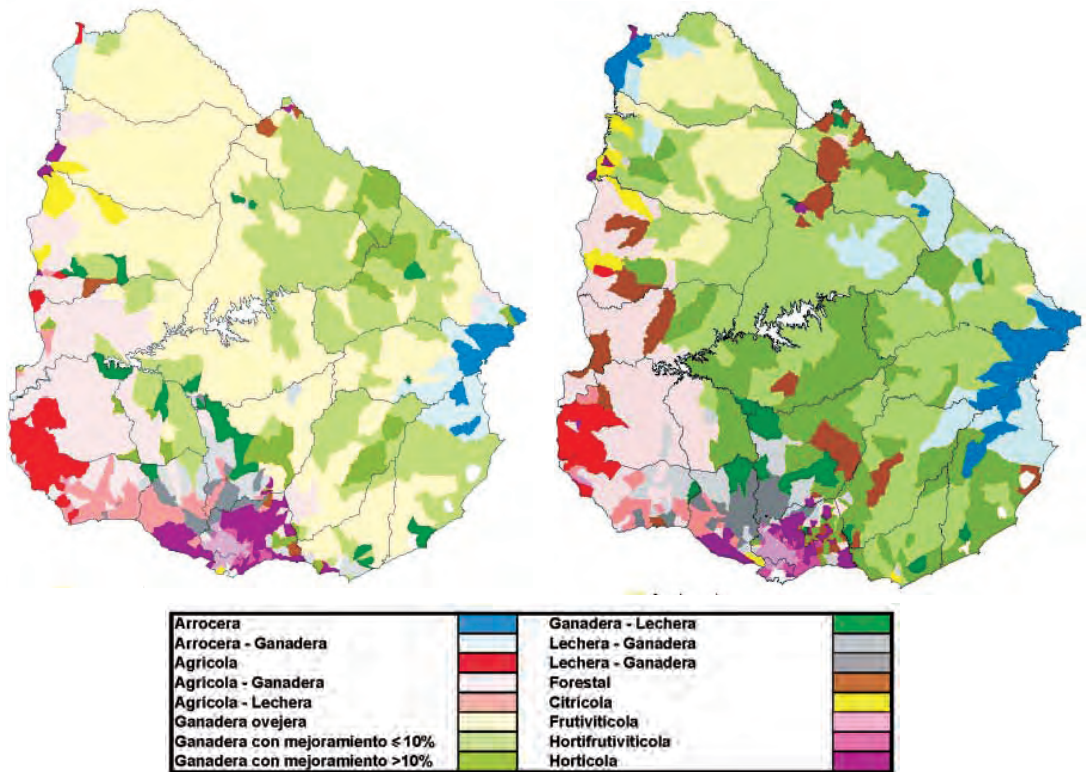 Arrocera
Arrocera - Ganadera
Agrícola
Agrícola - Ganadera
Agrícola - Lechera
Ganadera ovejera
Ganadera con mejoramiento ≤ 10%
Ganadera con mejoramiento >10%
Ganadera - Lechera
Lechera - Ganadera
Lechera - Ganadera
Forestal
Citrícola
Frutivitícola
Hortifrutivitícola
Hortícola